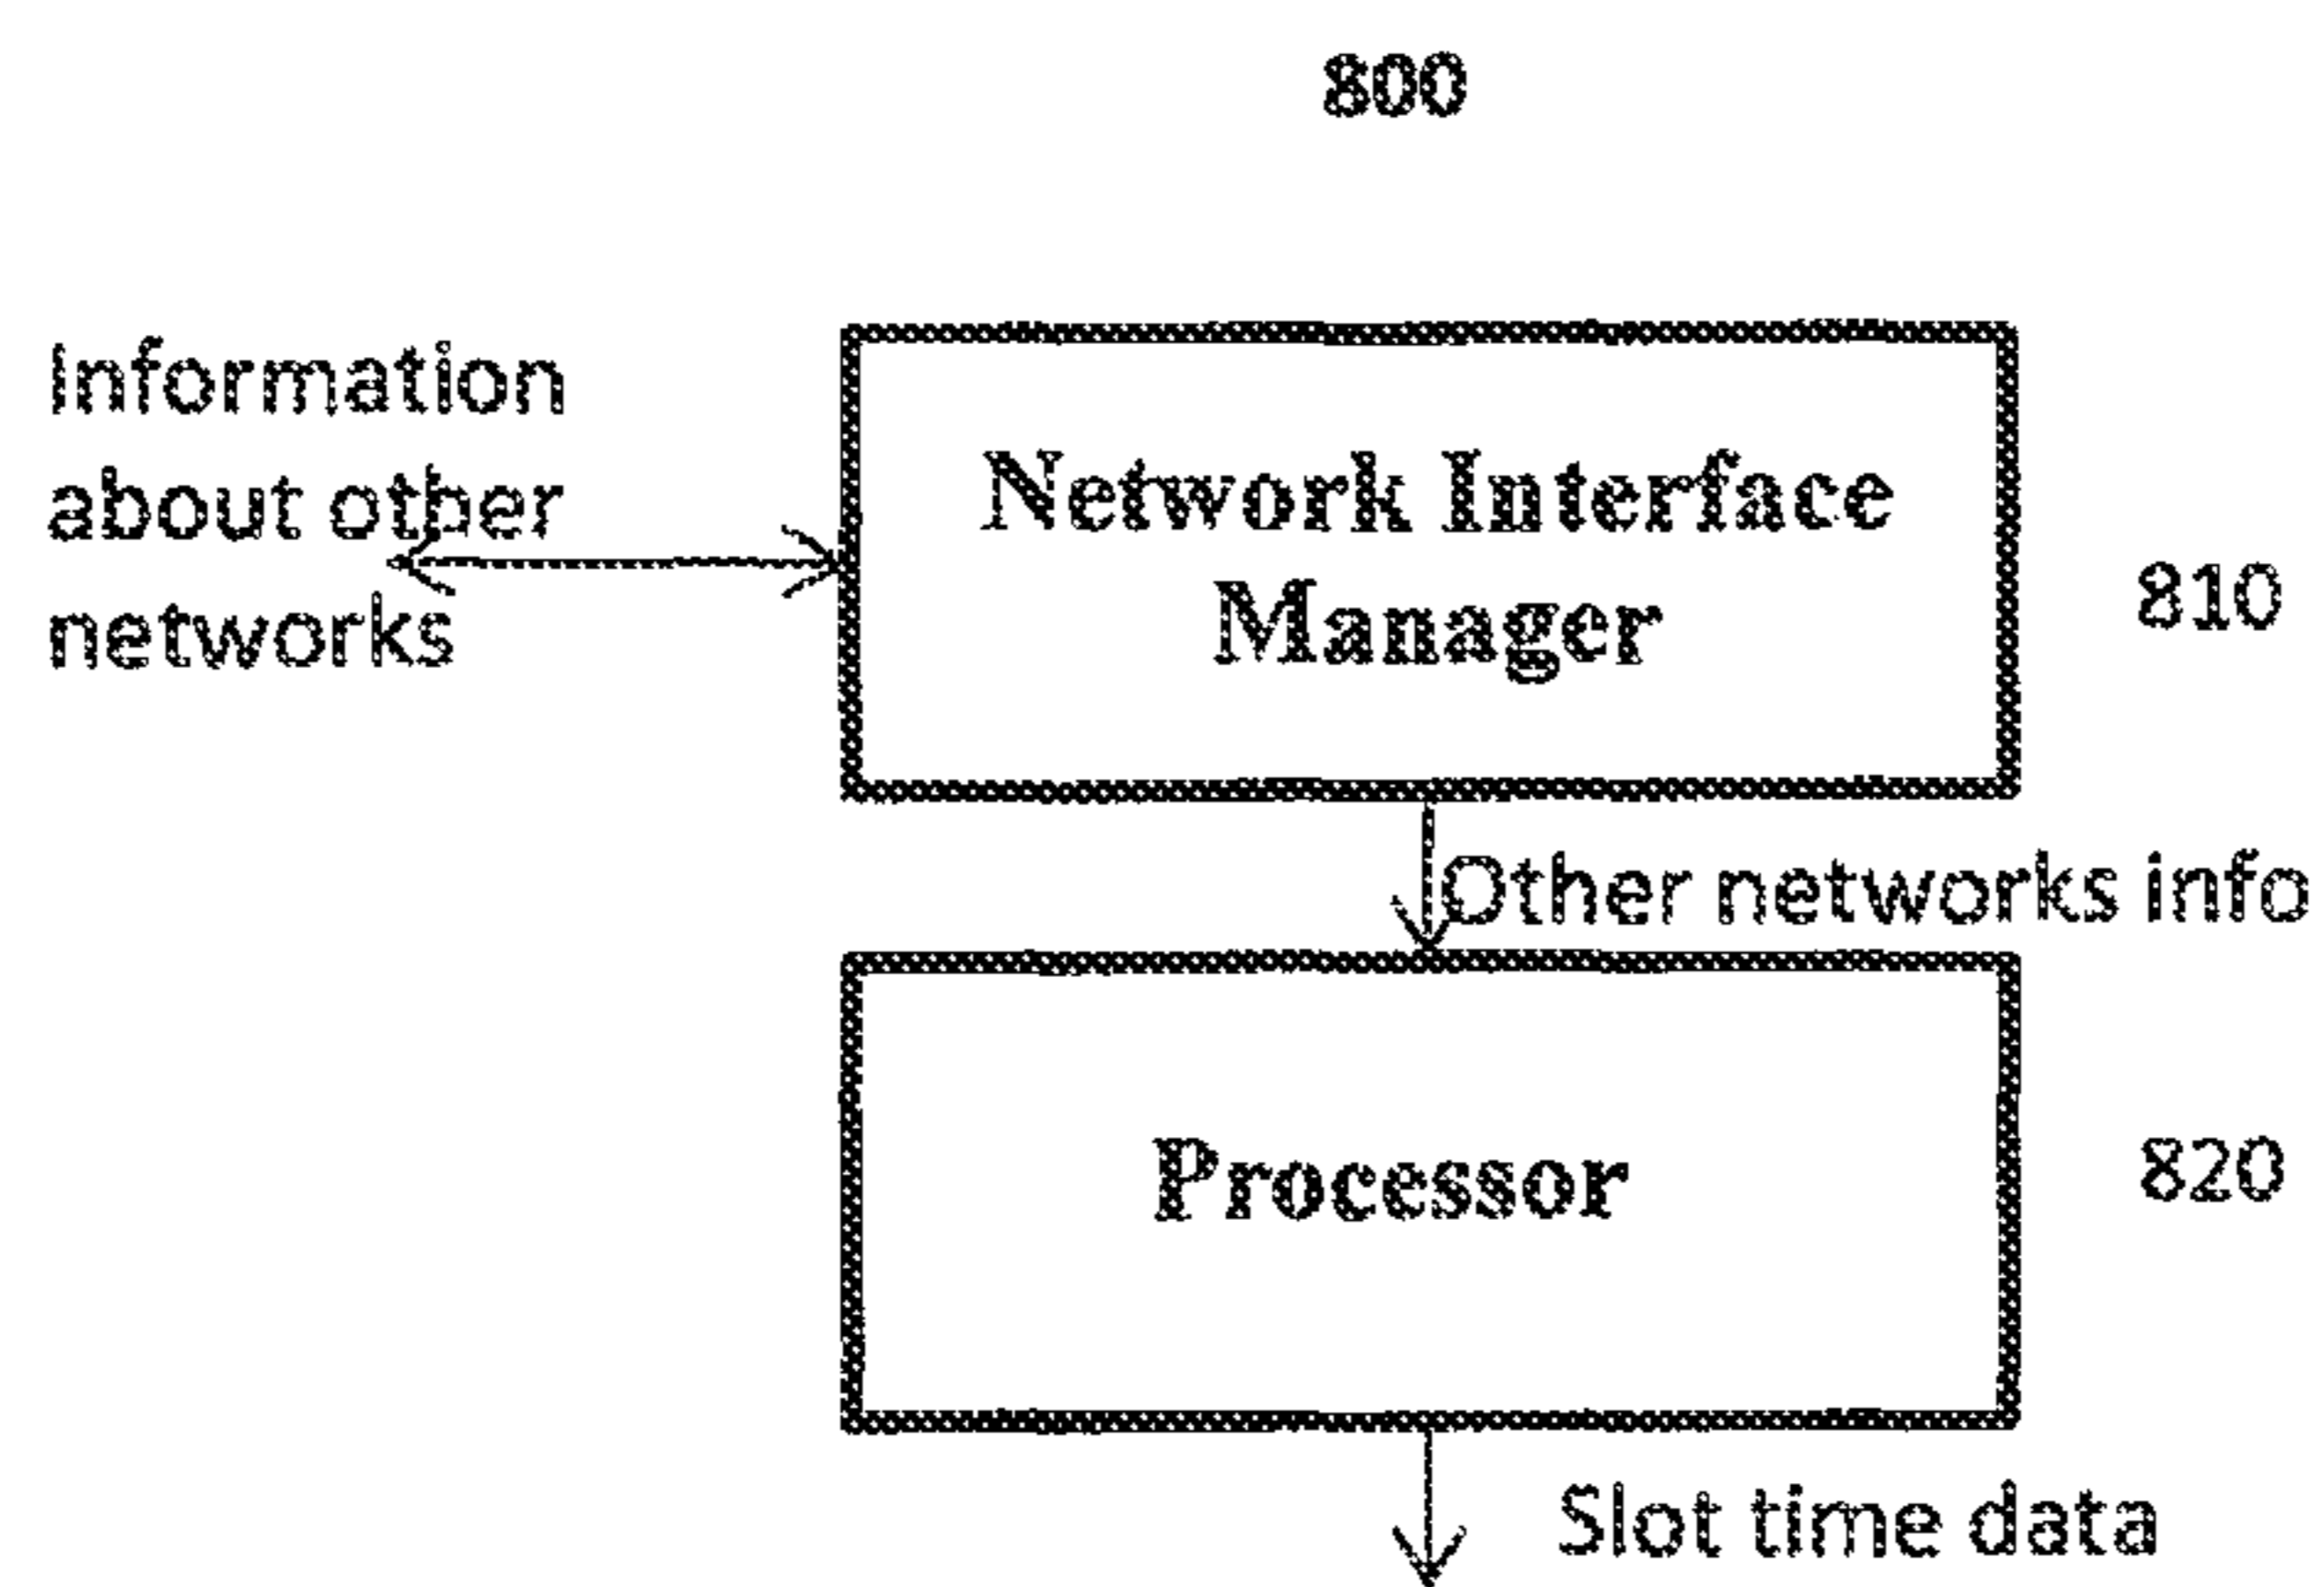 800
Information
about other
networks
Network Interface
Manager
810
Other networks info
Processor
820
Slot time data